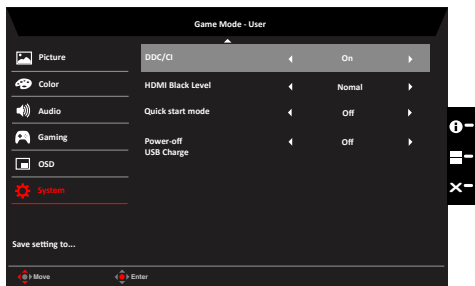 Game Mode - User
Picture
DDC/CI On
Color
HDMI Black Level Nomal
Audio
Quick start mode Off
Gaming
Power-off Off
USB Charge
OSD
System
Save setting to...
Move Enter